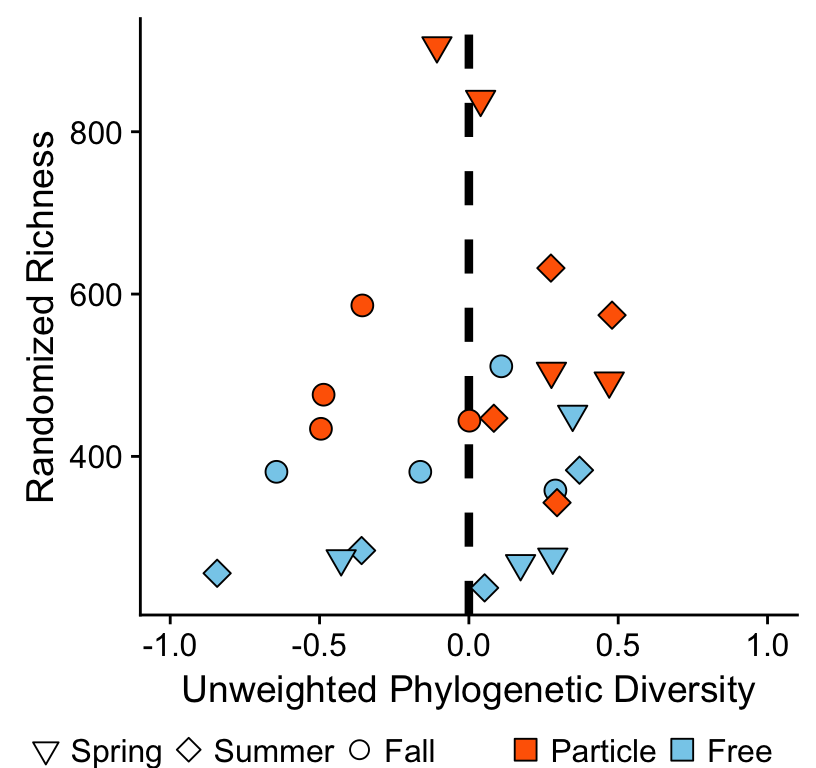 Randomized Richness
800
600
400
-1.0 -0.5 0.0 0.5 1.0
Unweighted Phylogenetic Diversity
Spring Summer Fall Particle Free